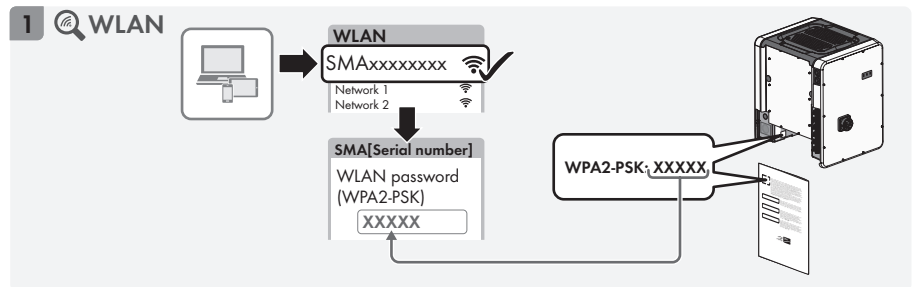 1 WLAN
WLAN
SMAxxxxxxxx
Network 1
Network 2
SMA[Serial number]
WLAN password
(WPA2-PSK)
XXXXX
WPA2-PSK: XXXXX